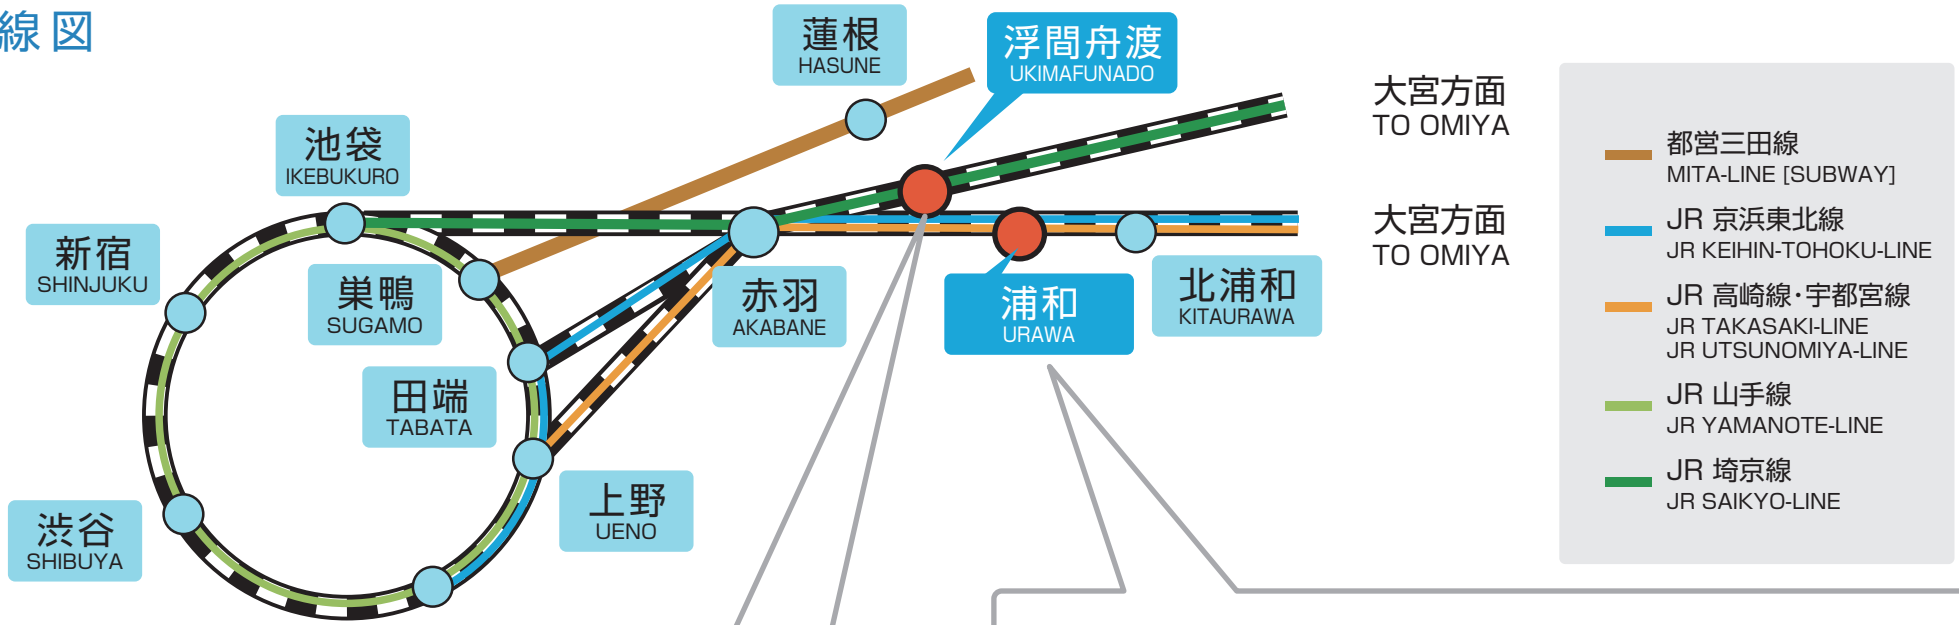 線図
蓮根
HASUNE
浮間舟渡
UKIMAFUNADO
大宮方面
TO OMIYA
池袋
IKEBUKURO
新宿
SHINJUKU
巣鴨
SUGAMO
赤羽
AKABANE
浦和
URAWA
北浦和
KITAURAWA
大宮方面
TO OMIYA
田端
TABATA
上野
UENO
渋谷
SHIBUYA
都営三田線
MITA-LINE [SUBWAY]
JR 京浜東北線
JR KEIHIN-TOHOKU-LINE
JR 高崎線・宇都宮線
JR TAKASAKI-LINE
JR UTSUNOMIYA-LINE
JR 山手線
JR YAMANOTE-LINE
JR 埼京線
JR SAIKYO-LINE